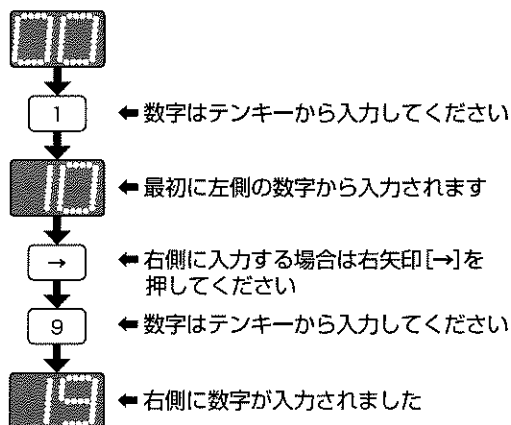 00
1
⬅数字はテンキーから入力してください
10
⬅最初に左側の数字から入力されます
→
⬅右側に入力する場合は右矢印[→]を
押してください
9
⬅数字はテンキーから入力してください
19
⬅右側に数字が入力されました